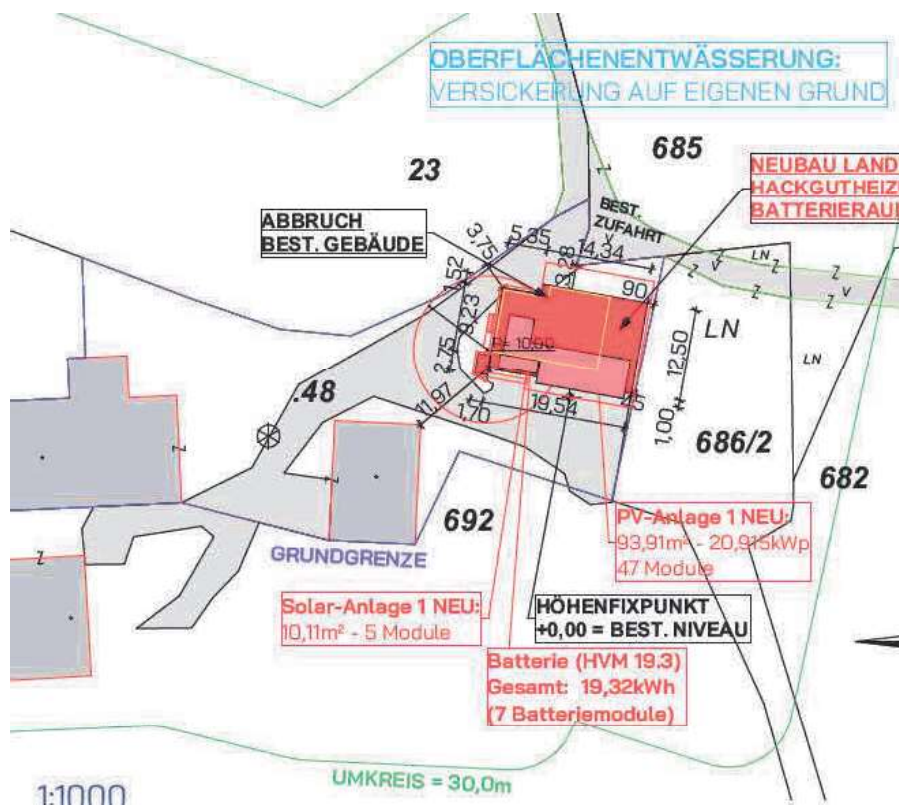 OBERFLÄCHENENTWÄSSERUNG:
VERSICKERUNG AUF EIGENEN GRUND
685
23
NEUBAU LAND
HACKGUTHEIZ
BATTERIERAU
ABBRUCH
BEST. GEBÄUDE
BEST.
ZUFAHRT
3,75
5,35
14,34
3,28
1,52
90
9,23
LN
LN
LN
R= 10,00
2,75
12,50
.48
11,97
1,70
19,54
45
1,00
686/2
682
692
GRUNDGRENZE
PV-Anlage 1 NEU:
93,91m² - 20,915kWp
47 Module
Solar-Anlage 1 NEU:
10,11m² - 5 Module
HÖHENFIXPUNKT
+0,00 = BEST. NIVEAU
Batterie (HVM 19.3)
Gesamt: 19,32kWh
(7 Batteriemodule)
UMKREIS = 30,0m
1:1000